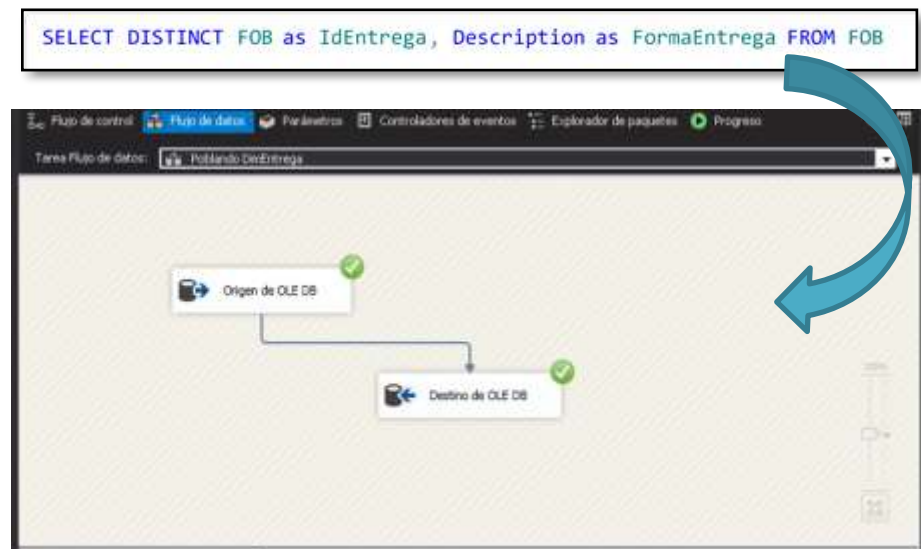 SELECT DISTINCT FOB as IdEntrega, Description as FormaEntrega FROM FOB
Flujo de control Flujo de datos Parámetros Controladores de eventos Explorador de paquetes Progreso
Tarea Flujo de datos: Poblando DimEntrega
Origen de OLE DB
Destino de OLE DB